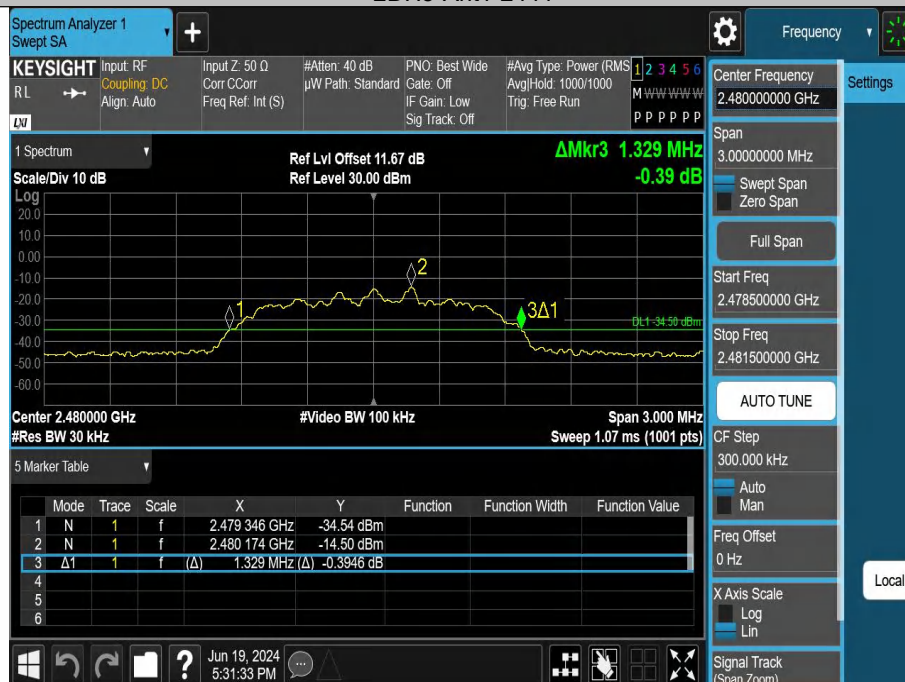 Spectrum Analyzer 1
Swept SA
+
Frequency
KEYSIGHT
RL
LXI
Input: RF
Coupling: DC
Align: Auto
Input Z: 50 Ω
Corr CCorr
Freq Ref: Int (S)
#Atten: 40 dB
µW Path: Standard
PNO: Best Wide
Gate: Off
IF Gain: Low
Sig Track: Off
#Avg Type: Power (RMS
Avg|Hold: 1000/1000
Trig: Free Run
1 2 3 4 5 6
M W W W W W
P P P P P P
1 Spectrum
Scale/Div 10 dB
Log
Ref Lvl Offset 11.67 dB
Ref Level 30.00 dBm
ΔMkr3 1.329 MHz
-0.39 dB
20.0
10.0
0.00
-10.0
-20.0
-30.0
-40.0
-50.0
-60.0
1
2
3Δ1
DL1 -34.50 dBm
Center 2.480000 GHz
#Res BW 30 kHz
#Video BW 100 kHz
Span 3.000 MHz
Sweep 1.07 ms (1001 pts)
5 Marker Table
Mode Trace Scale X Y Function Function Width Function Value
1 N 1 f 2.479 346 GHz -34.54 dBm
2 N 1 f 2.480 174 GHz -14.50 dBm
3 Δ1 1 f (Δ) 1.329 MHz (Δ) -0.3946 dB
4
5
6
?
Jun 19, 2024
5:31:33 PM
Center Frequency
2.480000000 GHz
Span
3.00000000 MHz
Swept Span
Zero Span
Full Span
Start Freq
2.478500000 GHz
Stop Freq
2.481500000 GHz
AUTO TUNE
CF Step
300.000 kHz
Auto
Man
Freq Offset
0 Hz
X Axis Scale
Log
Lin
Signal Track
(Span Zoom)
Settings
Local